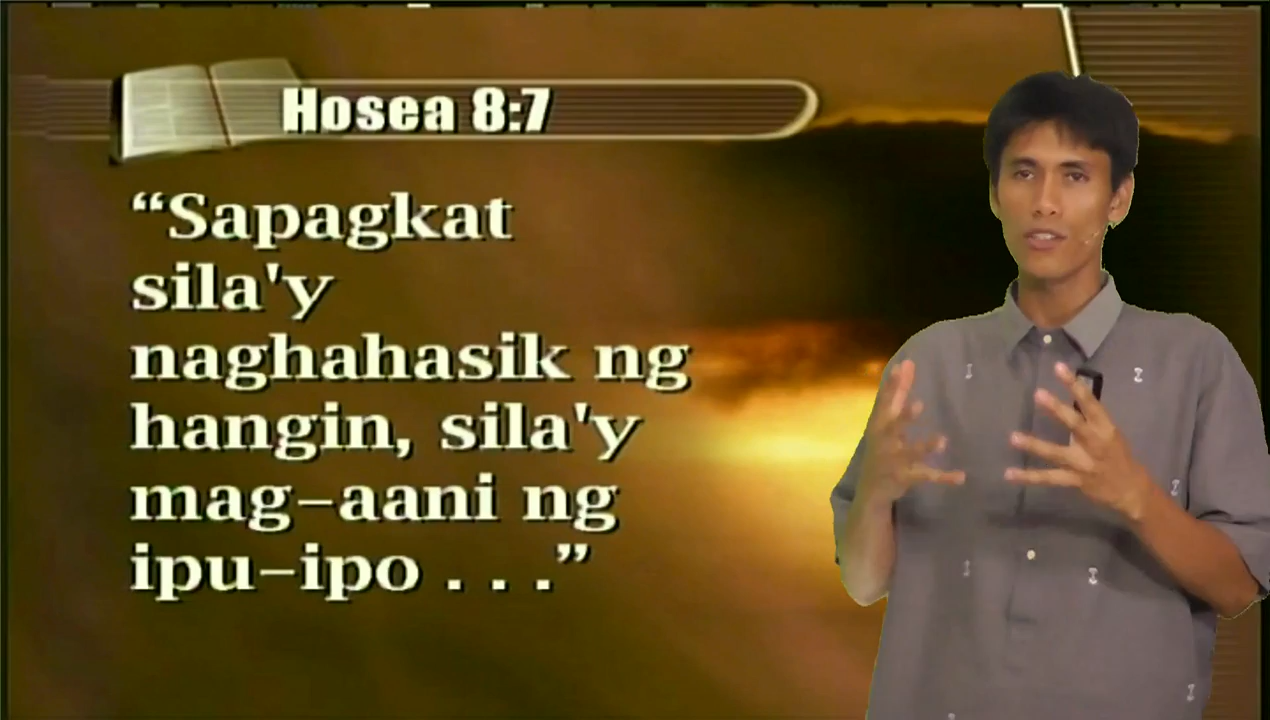 Hosea 8:7
“Sapagkat
sila'y
naghahasik ng
hangin, sila'y
mag-aani ng
ipu-ipo . . .”